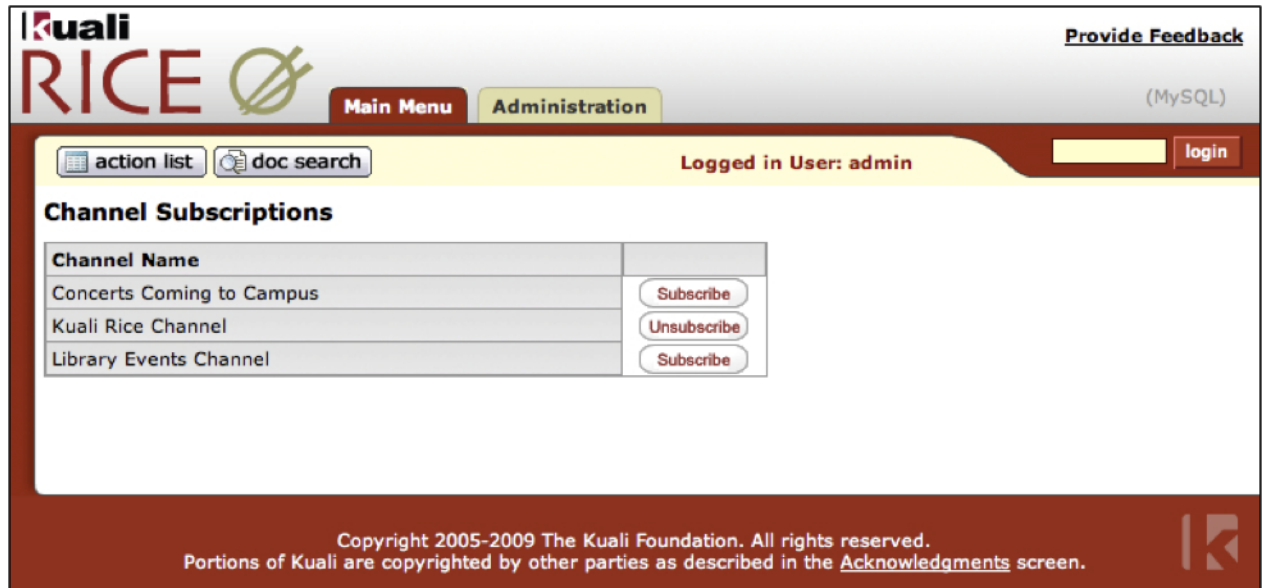 Kuali
RICE
Provide Feedback
Main Menu
Administration
(MySQL)
action list
doc search
Logged in User: admin
login
Channel Subscriptions
Channel Name
Concerts Coming to Campus Subscribe
Kuali Rice Channel Unsubscribe
Library Events Channel Subscribe
Copyright 2005-2009 The Kuali Foundation. All rights reserved.
Portions of Kuali are copyrighted by other parties as described in the Acknowledgments screen.